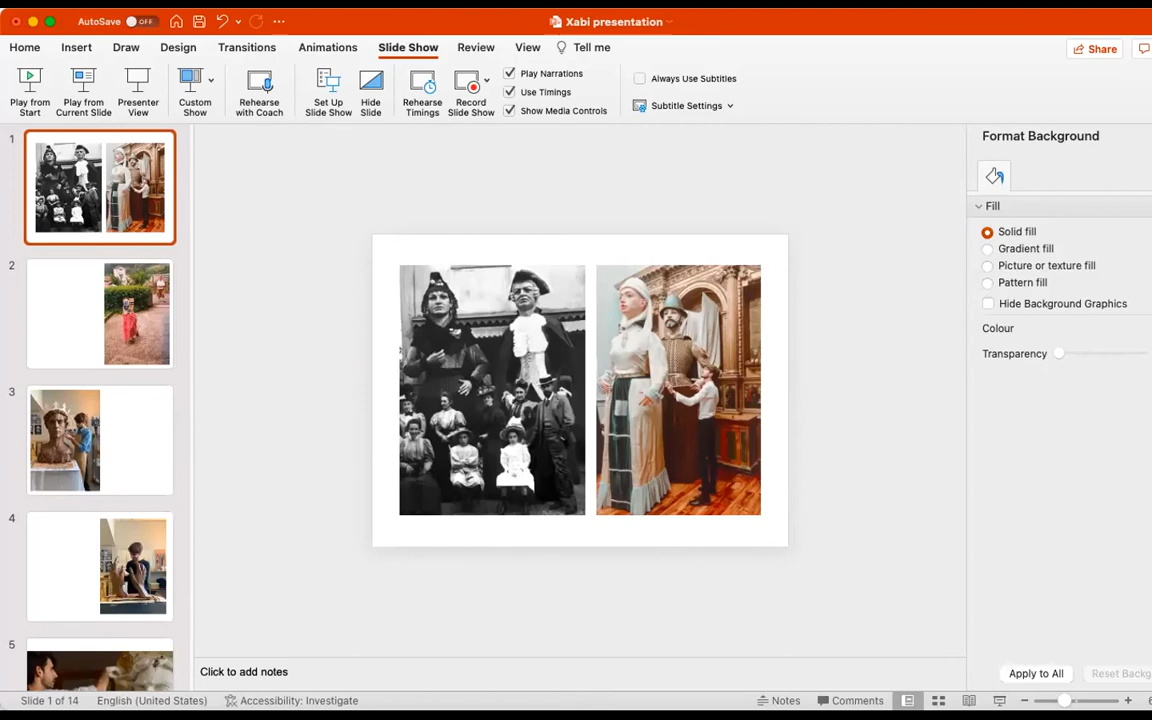 AutoSave OFF
Xabi presentation
Home Insert Draw Design Transitions Animations Slide Show Review View Tell me
Share
Play from Start
Play from Current Slide
Presenter View
Custom Show
Rehearse with Coach
Set Up Slide Show
Hide Slide
Rehearse Timings
Record Slide Show
Play Narrations
Use Timings
Show Media Controls
Always Use Subtitles
Subtitle Settings
1
2
3
4
5
Format Background
Fill
Solid fill
Gradient fill
Picture or texture fill
Pattern fill
Hide Background Graphics
Colour
Transparency
Click to add notes
Apply to All
Reset Backg
Slide 1 of 14 English (United States) Accessibility: Investigate
Notes Comments